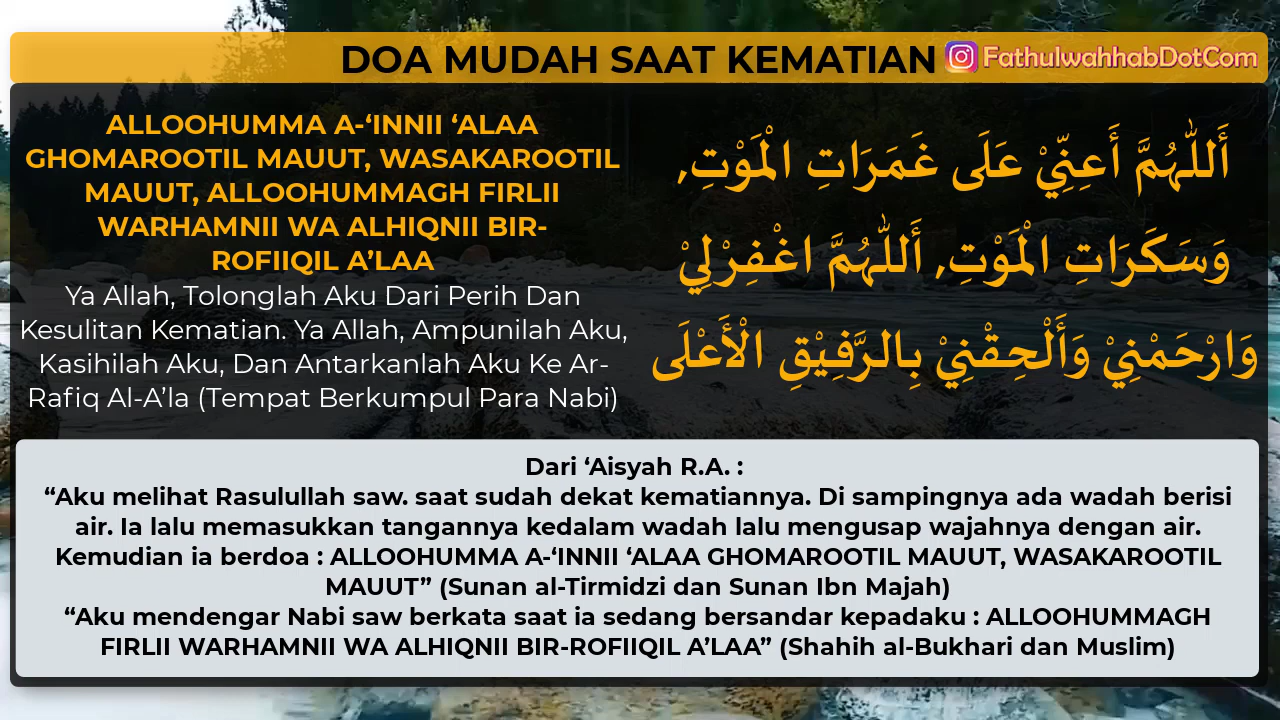 DOA MUDAH SAAT KEMATIAN
FathulwahhabDotCom
ALLOOHUMMA A-‘INNII ‘ALAA
GHOMAROOTIL MAUUT, WASAKAROOTIL
MAUUT, ALLOOHUMMAGH FIRLII
WARHAMNII WA ALHIQNII BIR-
ROFIIQIL A’LAA
Ya Allah, Tolonglah Aku Dari Perih Dan
Kesulitan Kematian. Ya Allah, Ampunilah Aku,
Kasihilah Aku, Dan Antarkanlah Aku Ke Ar-
Rafiq Al-A’la (Tempat Berkumpul Para Nabi)
أَللّٰهُمَّ أَعِنِّيْ عَلَى غَمَرَاتِ الْمَوْتِ,
وَسَكَرَاتِ الْمَوْتِ, أَللّٰهُمَّ اغْفِرْلِيْ
وَارْحَمْنِيْ وَأَلْحِقْنِيْ بِالرَّفِيْقِ الْأَعْلَى
Dari ‘Aisyah R.A. :
“Aku melihat Rasulullah saw. saat sudah dekat kematiannya. Di sampingnya ada wadah berisi
air. Ia lalu memasukkan tangannya kedalam wadah lalu mengusap wajahnya dengan air.
Kemudian ia berdoa : ALLOOHUMMA A-‘INNII ‘ALAA GHOMAROOTIL MAUUT, WASAKAROOTIL
MAUUT” (Sunan al-Tirmidzi dan Sunan Ibn Majah)
“Aku mendengar Nabi saw berkata saat ia sedang bersandar kepadaku : ALLOOHUMMAGH
FIRLII WARHAMNII WA ALHIQNII BIR-ROFIIQIL A’LAA” (Shahih al-Bukhari dan Muslim)